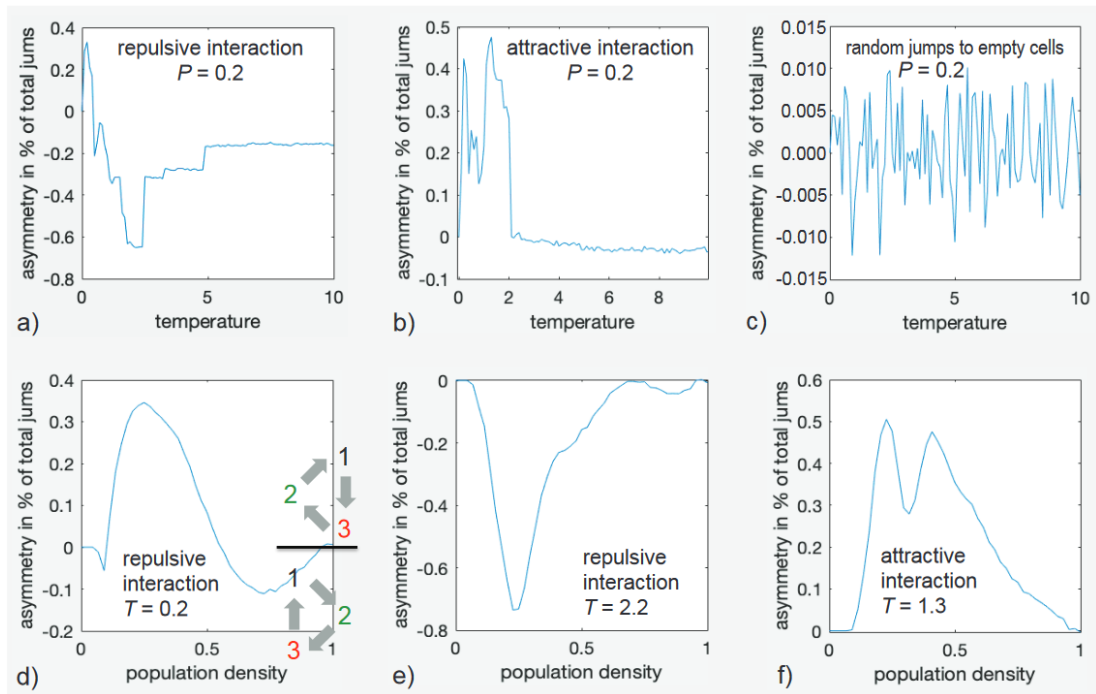 asymmetry in % of total jums
0.4
0.2
0
-0.2
-0.4
-0.6
-0.8
repulsive interaction
P = 0.2
0
5
10
temperature
a)
asymmetry in % of total jums
0.5
0.4
0.3
0.2
0.1
0
-0.1
attractive interaction
P = 0.2
0
2
4
6
8
temperature
b)
asymmetry in % of total jums
0.015
0.010
0.005
0.000
-0.005
-0.010
-0.015
random jumps to empty cells
P = 0.2
0
5
10
temperature
c)
asymmetry in % of total jums
0.4
0.3
0.2
0.1
0
-0.1
-0.2
repulsive
interaction
T = 0.2
1
2
3
1
2
3
0
0.5
1
population density
d)
asymmetry in % of total jums
0
-0.2
-0.4
-0.6
-0.8
repulsive
interaction
T = 2.2
0
0.5
1
population density
e)
asymmetry in % of total jums
0.6
0.5
0.4
0.3
0.2
0.1
0
attractive
interaction
T = 1.3
0
0.5
1
population density
f)